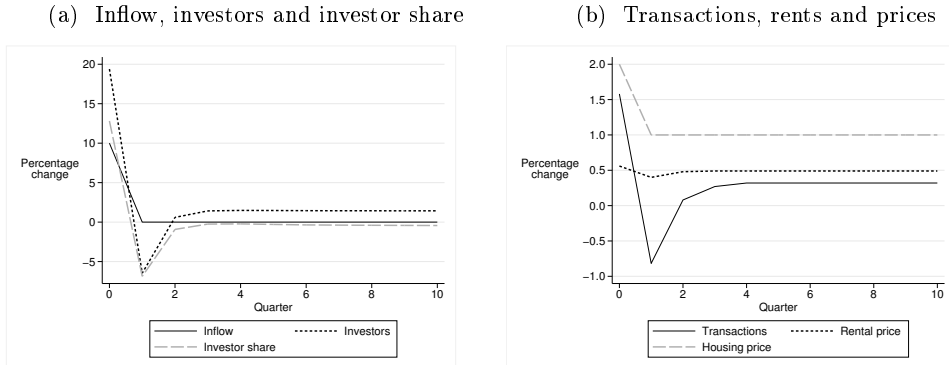 (a) Inflow, investors and investor share
20
15
10
5
0
−5
Percentage
change
0 2 4 6 8 10
Quarter
Inflow Investors
Investor share
(b) Transactions, rents and prices
2.0
1.5
1.0
0.5
0.0
−0.5
−1.0
Percentage
change
0 2 4 6 8 10
Quarter
Transactions Rental price
Housing price